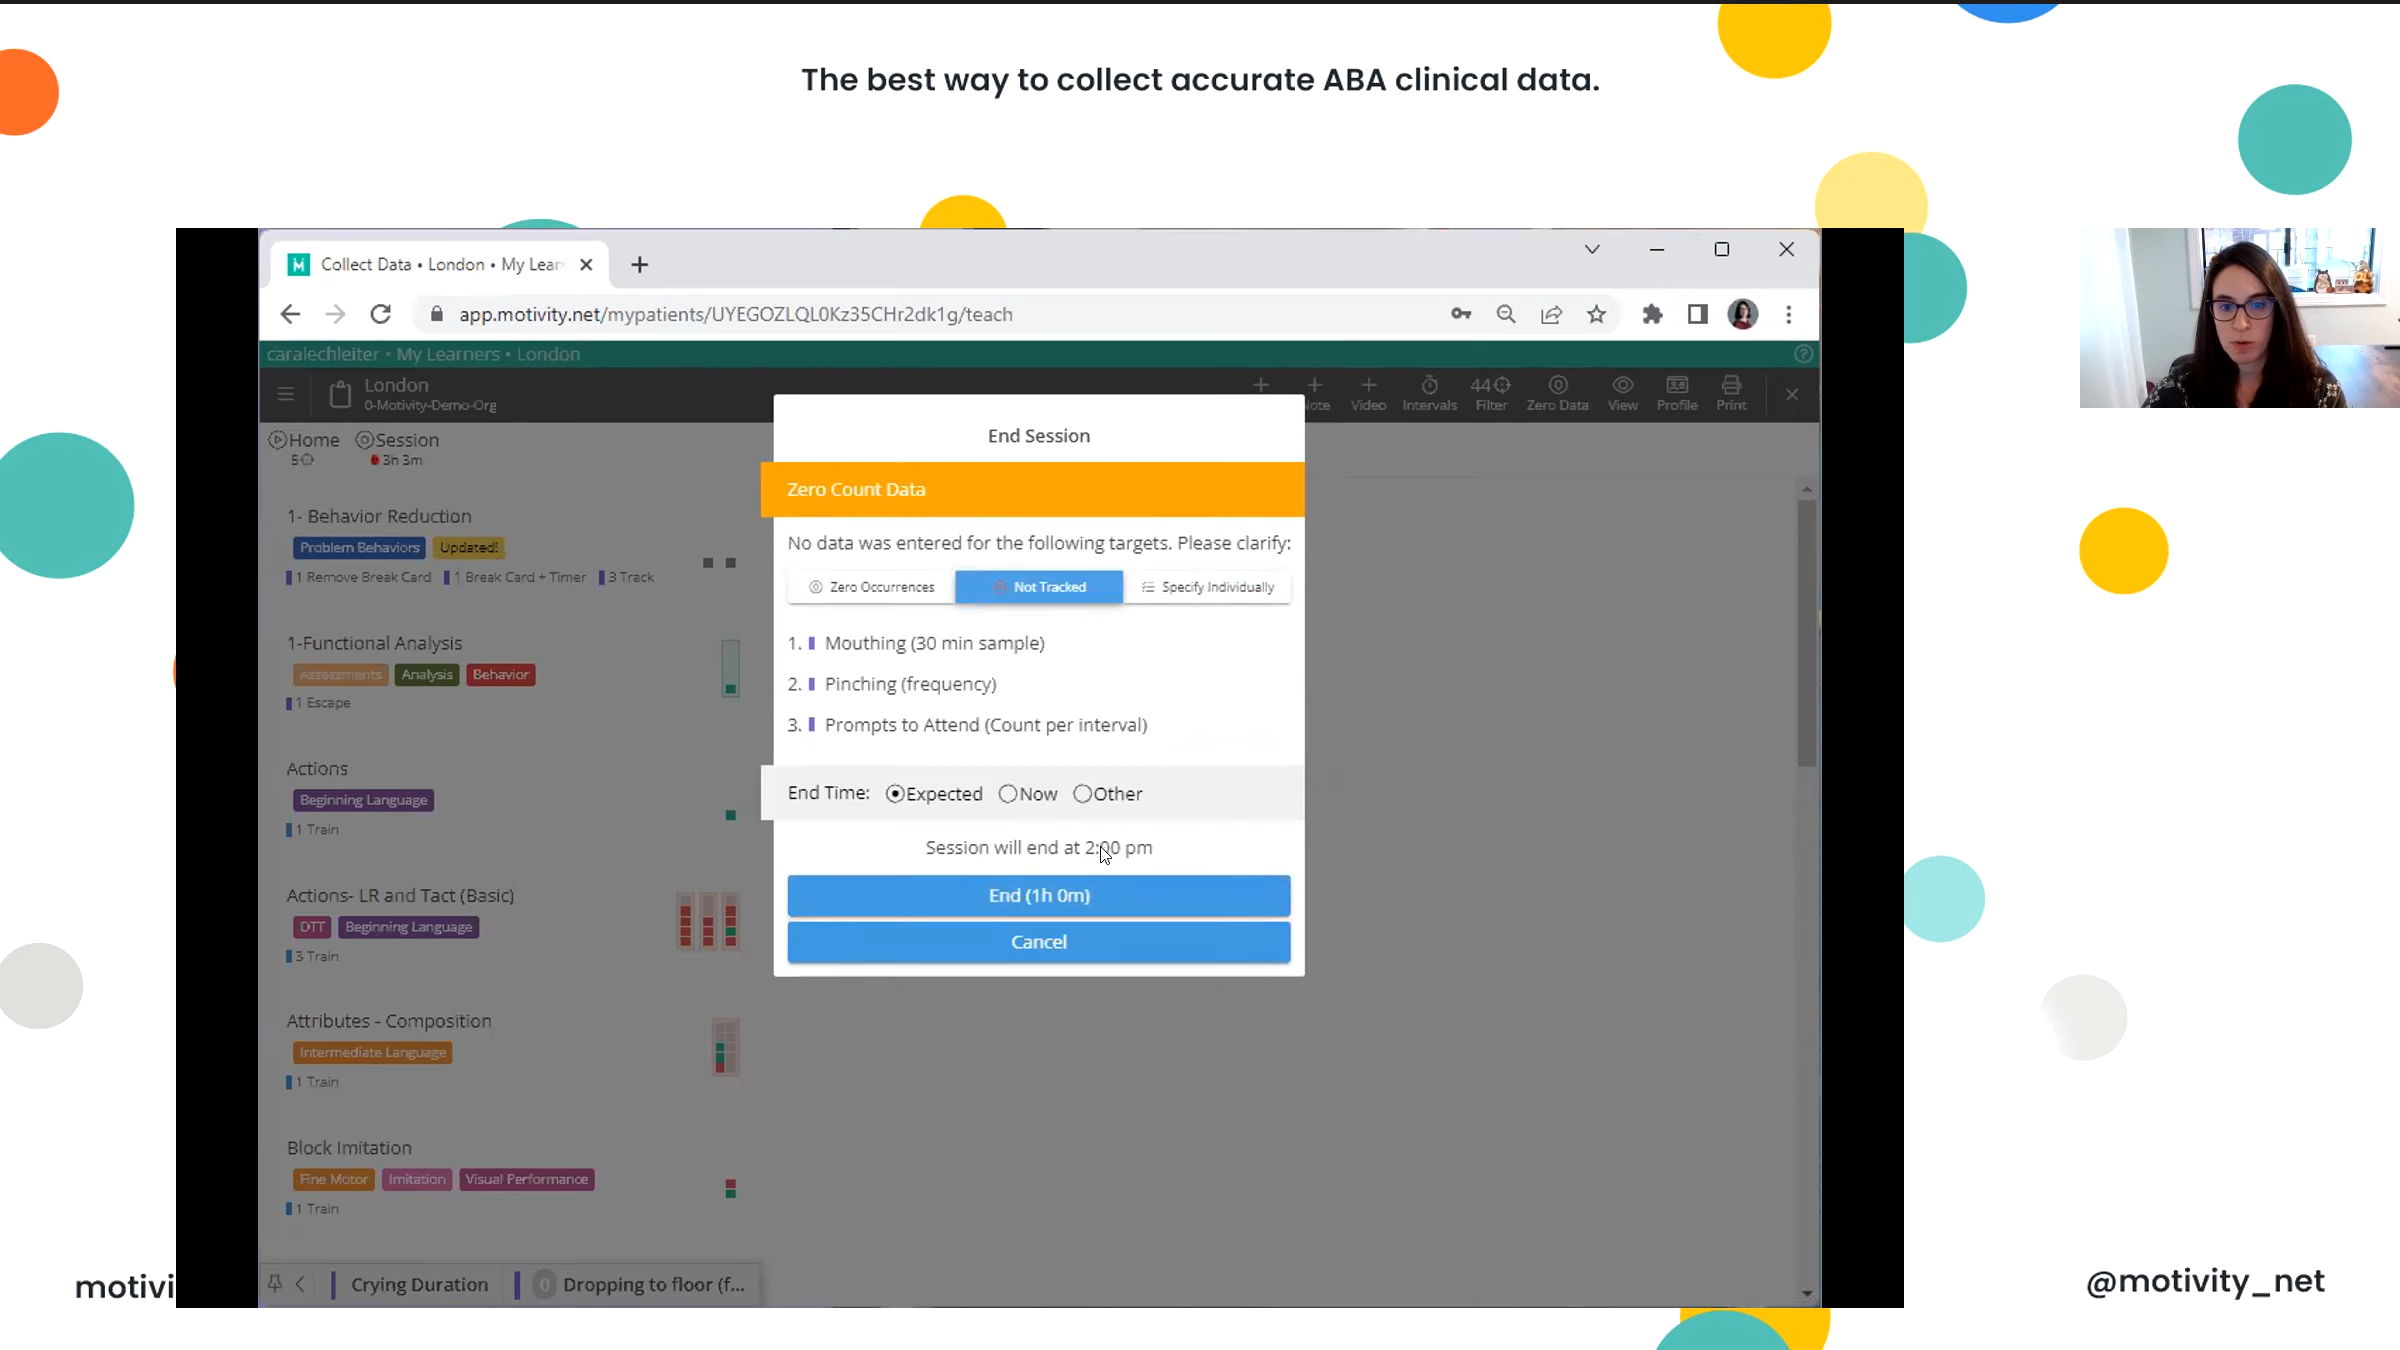 The best way to collect accurate ABA clinical data.
Collect Data • London • My Lear
app.motivity.net/mypatients/UYEGOZLQL0Kz35CHr2dk1g/teach
caralechleiter • My Learners • London
London
0-Motivity-Demo-Org
Note Video Intervals 44 Filter Zero Data View Profile Print
Home Session
5 3h 3m
1- Behavior Reduction
Problem Behaviors Updated!
1 Remove Break Card 1 Break Card + Timer 3 Track
1-Functional Analysis
Assessments Analysis Behavior
1 Escape
Actions
Beginning Language
1 Train
Actions- LR and Tact (Basic)
DTT Beginning Language
3 Train
Attributes - Composition
Intermediate Language
1 Train
Block Imitation
Fine Motor Imitation Visual Performance
1 Train
Crying Duration 0 Dropping to floor (f...
End Session
Zero Count Data
No data was entered for the following targets. Please clarify:
Zero Occurrences Not Tracked Specify Individually
1. Mouthing (30 min sample)
2. Pinching (frequency)
3. Prompts to Attend (Count per interval)
End Time: Expected Now Other
Session will end at 2:00 pm
End (1h 0m)
Cancel
motivi
@motivity_net